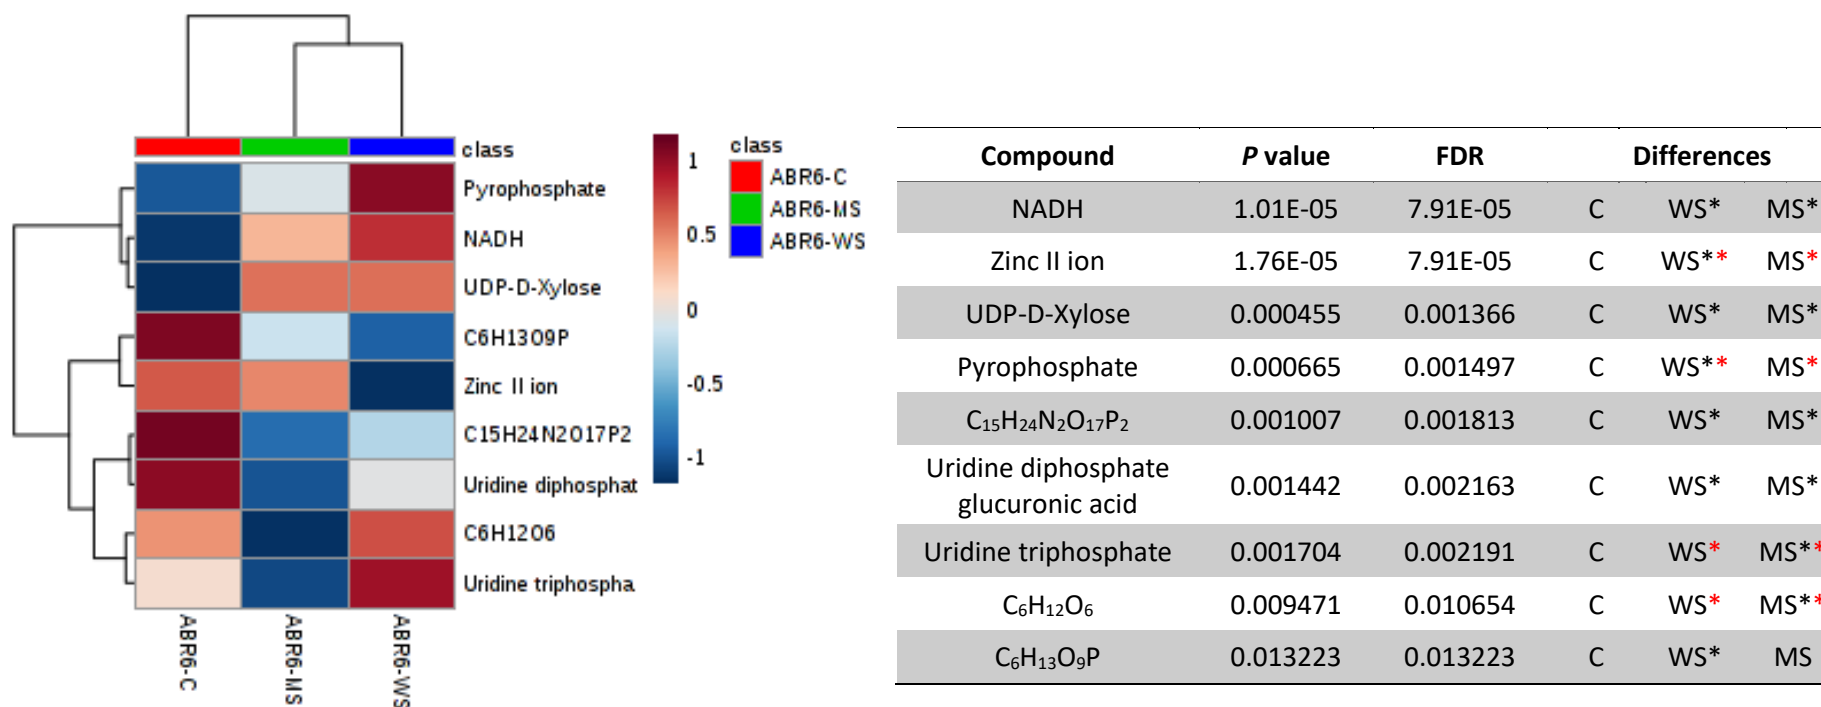 class
Pyrophosphate
NADH
UDP-D-Xylose
C6H13O9P
Zinc II ion
C15H24N2O17P2
Uridine diphosphat
C6H12O6
Uridine triphospha
ABR6-C
ABR6-MS
ABR6-WS
1
0.5
0
-0.5
-1
class
ABR6-C
ABR6-MS
ABR6-WS
Compound P value FDR Differences
NADH 1.01E-05 7.91E-05 C WS* MS*
Zinc II ion 1.76E-05 7.91E-05 C WS** MS*
UDP-D-Xylose 0.000455 0.001366 C WS* MS*
Pyrophosphate 0.000665 0.001497 C WS** MS*
C₁₅H₂₄N₂O₁₇P₂ 0.001007 0.001813 C WS* MS*
Uridine diphosphate
glucuronic acid 0.001442 0.002163 C WS* MS*
Uridine triphosphate 0.001704 0.002191 C WS* MS**
C₆H₁₂O₆ 0.009471 0.010654 C WS* MS**
C₆H₁₃O₉P 0.013223 0.013223 C WS* MS